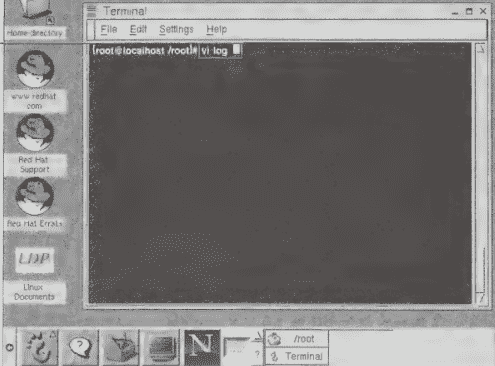 Home directory
Terminal
File Edit Settings Help
[root@localhost /root]# vi log
www.redhat.com
Red Hat
Support
Red Hat Errata
LDP
Linux
Documents
N
?
/root
Terminal